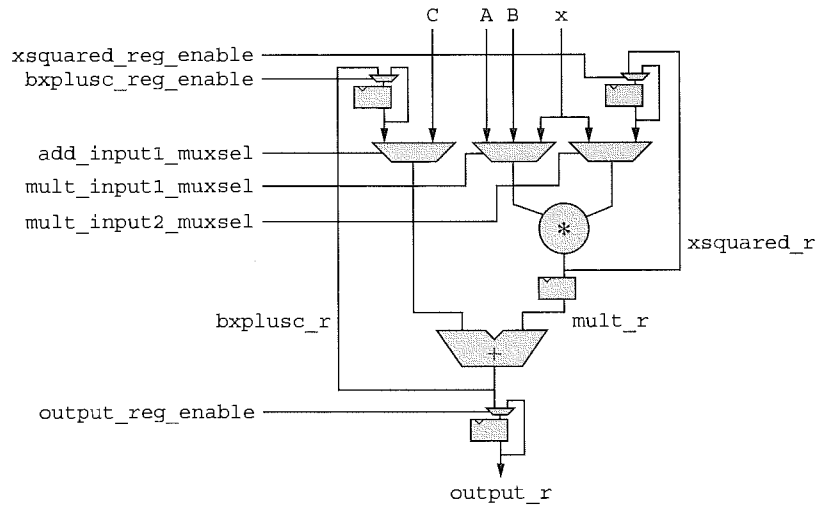 C A B x
xsquared_reg_enable
bxplusc_reg_enable
add_input1_muxsel
mult_input1_muxsel
mult_input2_muxsel
*
xsquared_r
bxplusc_r
mult_r
+
output_reg_enable
output_r